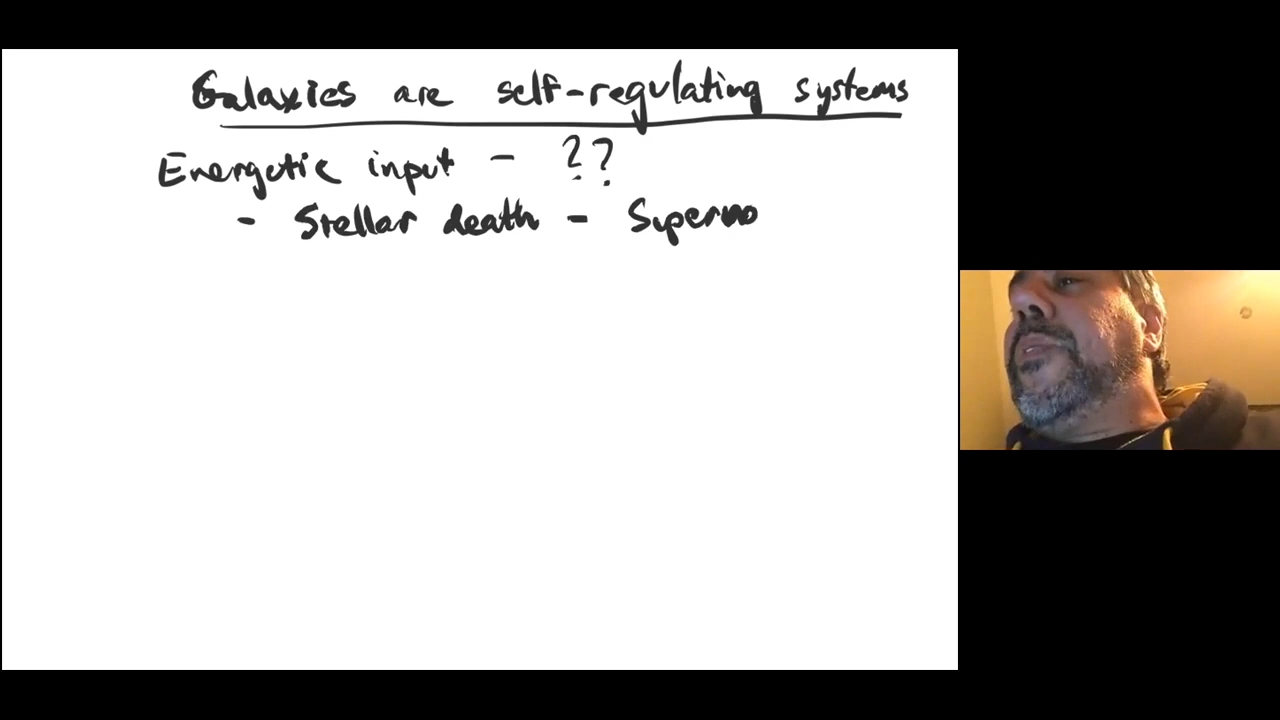 Galaxies are self-regulating systems
Energetic input - ??
- Stellar death - Superno